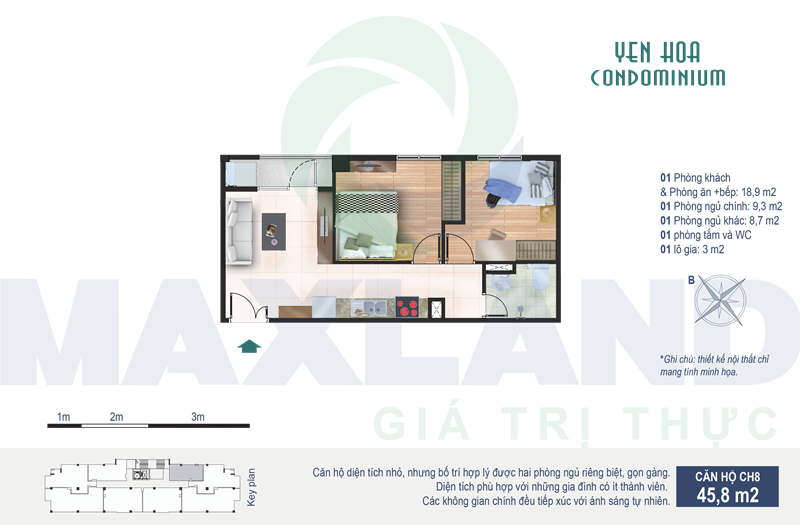 YEN HOA
CONDOMINIUM
01 Phòng khách
& Phòng ăn +bếp: 18,9 m2
01 Phòng ngủ chính: 9,3 m2
01 Phòng ngủ khác: 8,7 m2
01 phòng tắm và WC
01 lô gia: 3 m2
B
MAXLAND
*Ghi chú: thiết kế nội thất chỉ
mang tính minh họa.
GIÁ TRỊ THỰC
1m 2m 3m
Key plan
Căn hộ diện tích nhỏ, nhưng bố trí hợp lý được hai phòng ngủ riêng biệt, gọn gàng.
Diện tích phù hợp với những gia đình có ít thành viên.
Các không gian chính đều tiếp xúc với ánh sáng tự nhiên.
CĂN HỘ CH8
45,8 m2